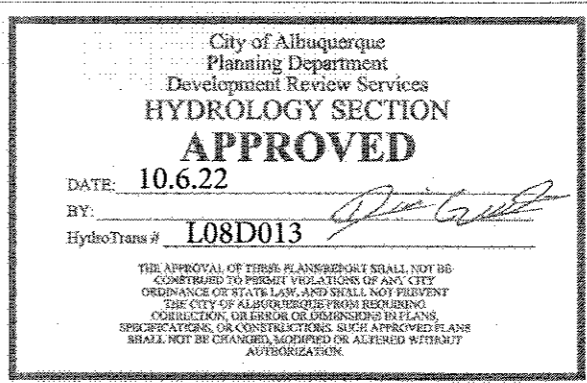 City of Albuquerque
Planning Department
Development Review Services
HYDROLOGY SECTION
APPROVED
DATE: 10.6.22
BY:
HydroTrans # L08D013
THE APPROVAL OF THESE PLANS/REPORT SHALL NOT BE
CONSTRUED TO PERMIT VIOLATIONS OF ANY CITY
ORDINANCE OR STATE LAW, AND SHALL NOT PREVENT
THE CITY OF ALBUQUERQUE FROM REQUIRING
CORRECTION, OR ERROR OR DIMENSIONS IN PLANS,
SPECIFICATIONS, OR CONSTRUCTIONS. SUCH APPROVED PLANS
SHALL NOT BE CHANGED, MODIFIED OR ALTERED WITHOUT
AUTHORIZATION.